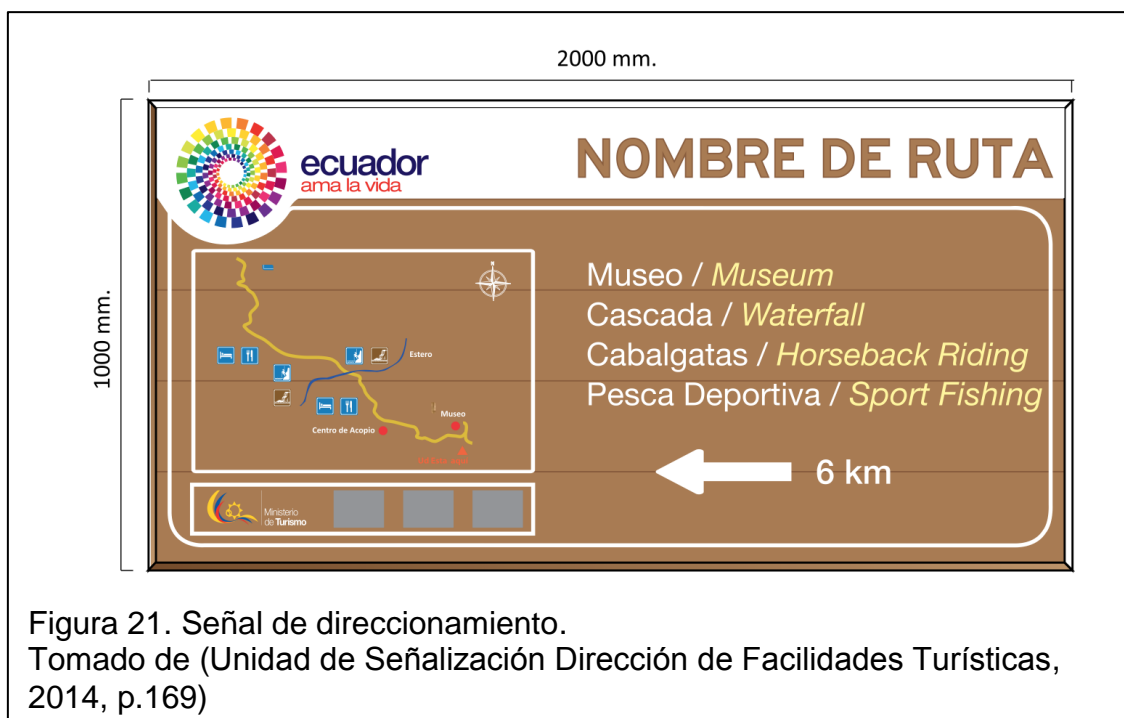 2000 mm.
1000 mm.
ecuador
ama la vida
NOMBRE DE RUTA
Museo / Museum
Cascada / Waterfall
Cabalgatas / Horseback Riding
Pesca Deportiva / Sport Fishing
6 km
Estero
Museo
Centro de Acopio
Ministerio
de Turismo
Figura 21. Señal de direccionamiento.
Tomado de (Unidad de Señalización Dirección de Facilidades Turísticas,
2014, p.169)